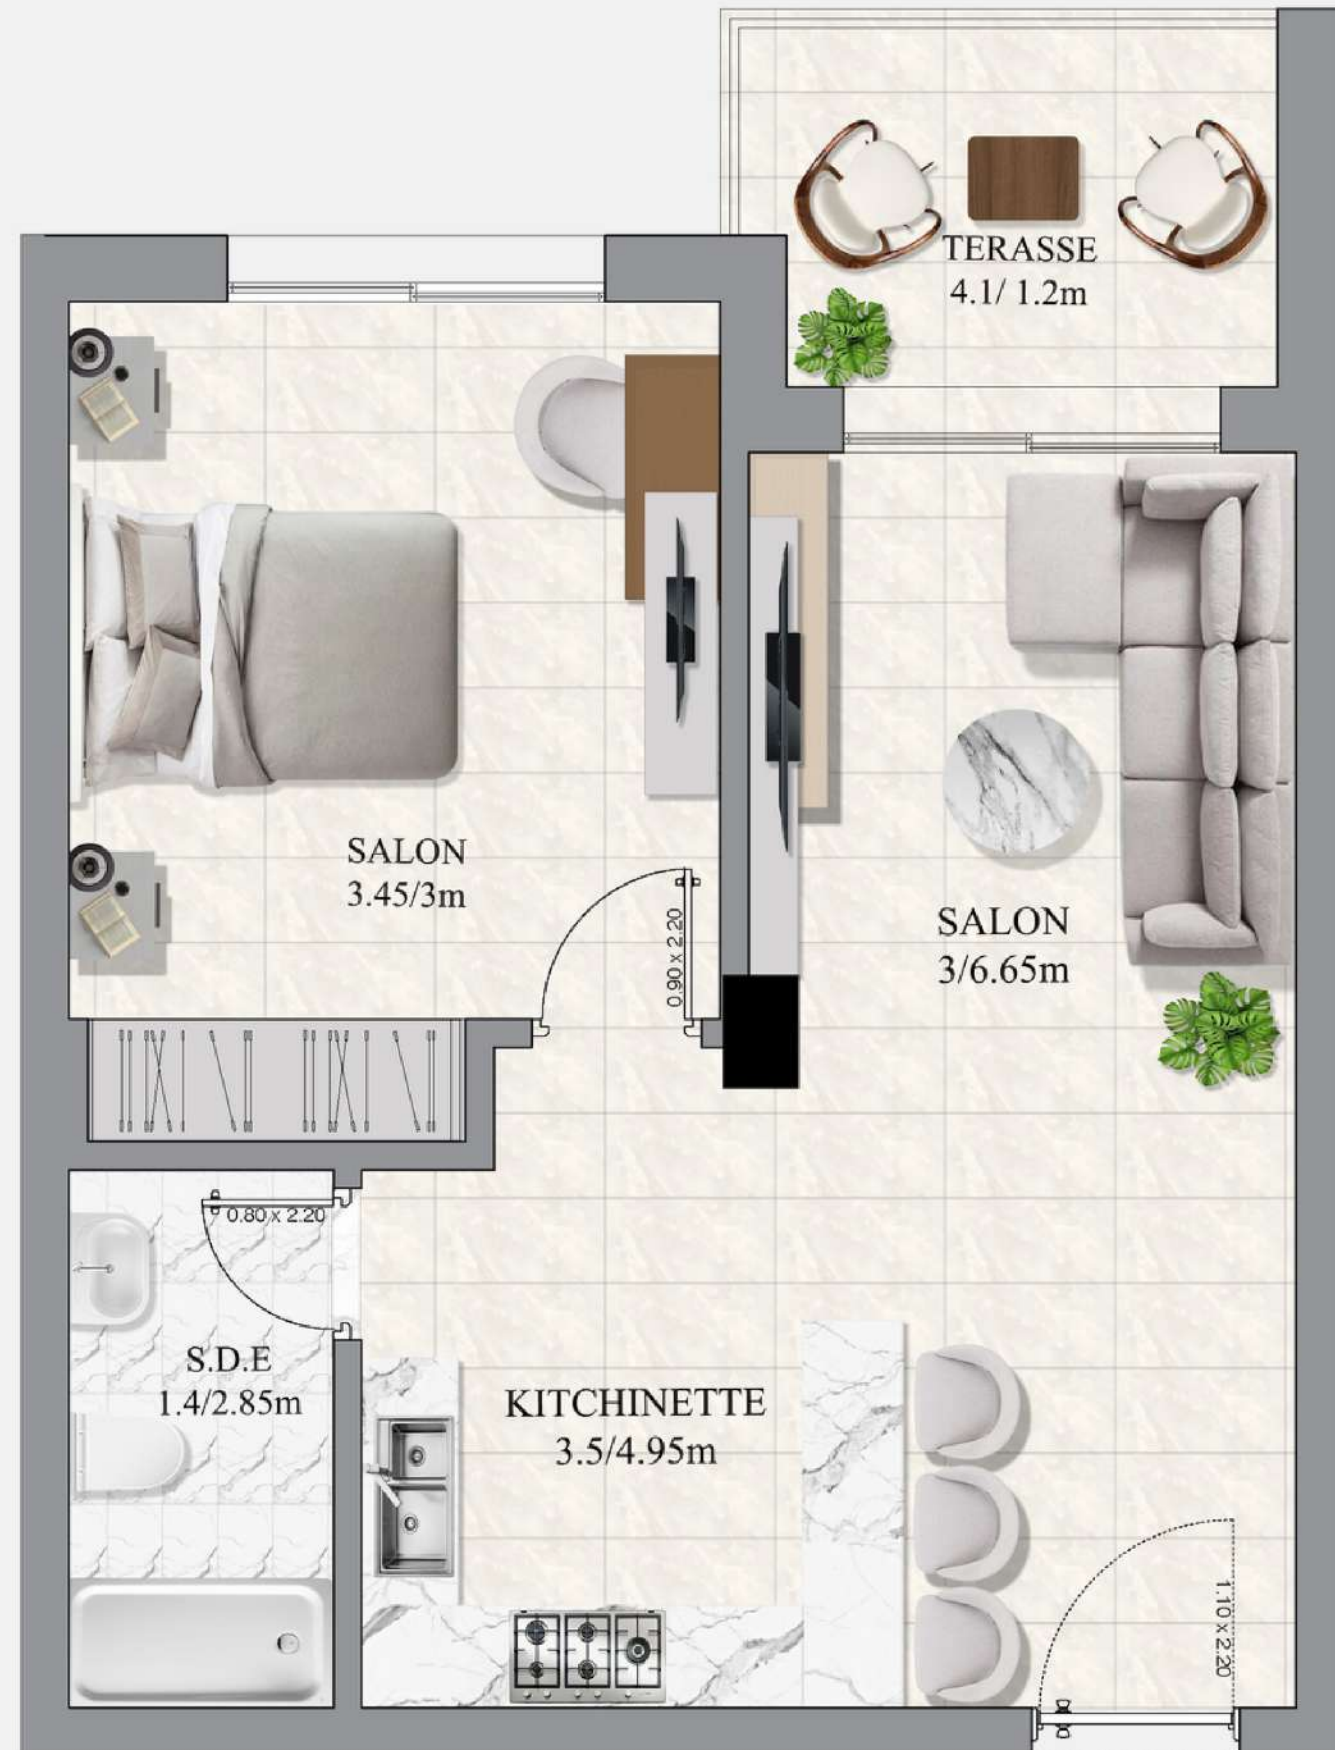 TERASSE
4.1/ 1.2m
SALON
3.45/3m
0.90 x 2.20
SALON
3/6.65m
0.80 x 2.20
S.D.E
1.4/2.85m
KITCHINETTE
3.5/4.95m
1.10 x 2.20